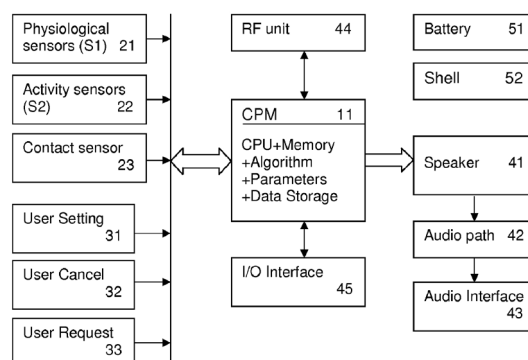 Physiological
sensors (S1) 21
Activity sensors
(S2) 22
Contact sensor
23
User Setting
31
User Cancel
32
User Request
33
RF unit 44
CPM 11
CPU+Memory
+Algorithm
+Parameters
+Data Storage
I/O Interface
45
Battery 51
Shell 52
Speaker 41
Audio path 42
Audio Interface
43